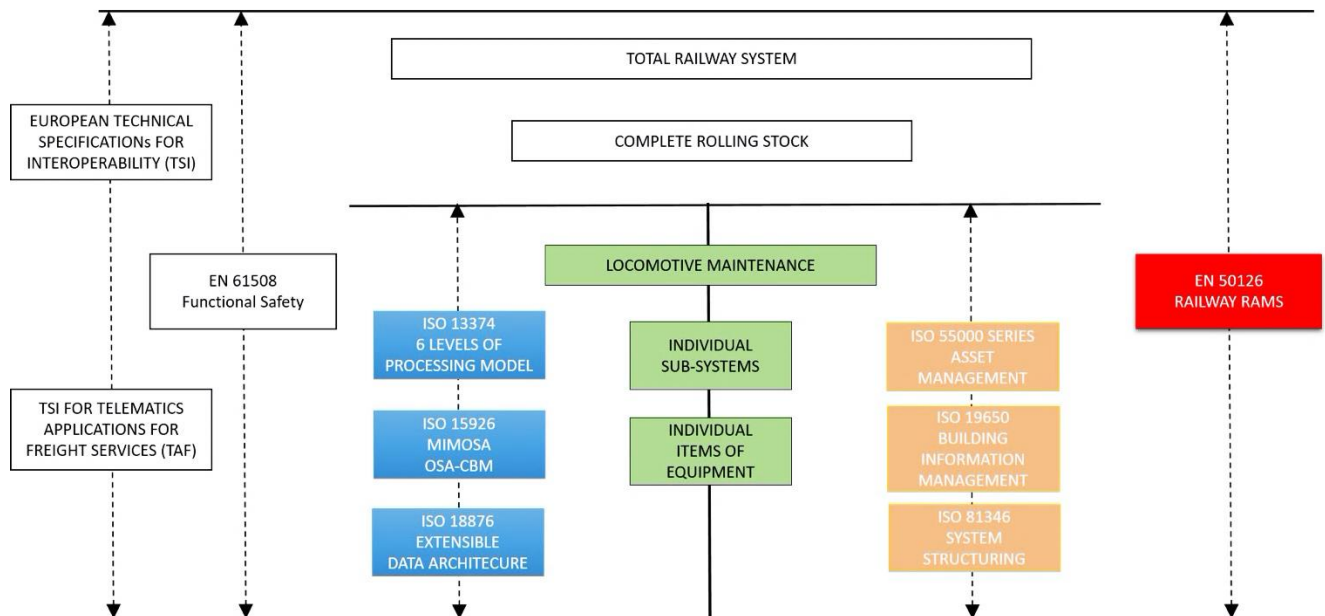 TOTAL RAILWAY SYSTEM
EUROPEAN TECHNICAL
SPECIFICATIONs FOR
INTEROPERABILITY (TSI)
COMPLETE ROLLING STOCK
EN 61508
Functional Safety
LOCOMOTIVE MAINTENANCE
EN 50126
RAILWAY RAMS
ISO 13374
6 LEVELS OF
PROCESSING MODEL
INDIVIDUAL
SUB-SYSTEMS
ISO 55000 SERIES
ASSET
MANAGEMENT
TSI FOR TELEMATICS
APPLICATIONS FOR
FREIGHT SERVICES (TAF)
ISO 15926
MIMOSA
OSA-CBM
INDIVIDUAL
ITEMS OF
EQUIPMENT
ISO 19650
BUILDING
INFORMATION
MANAGEMENT
ISO 18876
EXTENSIBLE
DATA ARCHITECURE
ISO 81346
SYSTEM
STRUCTURING